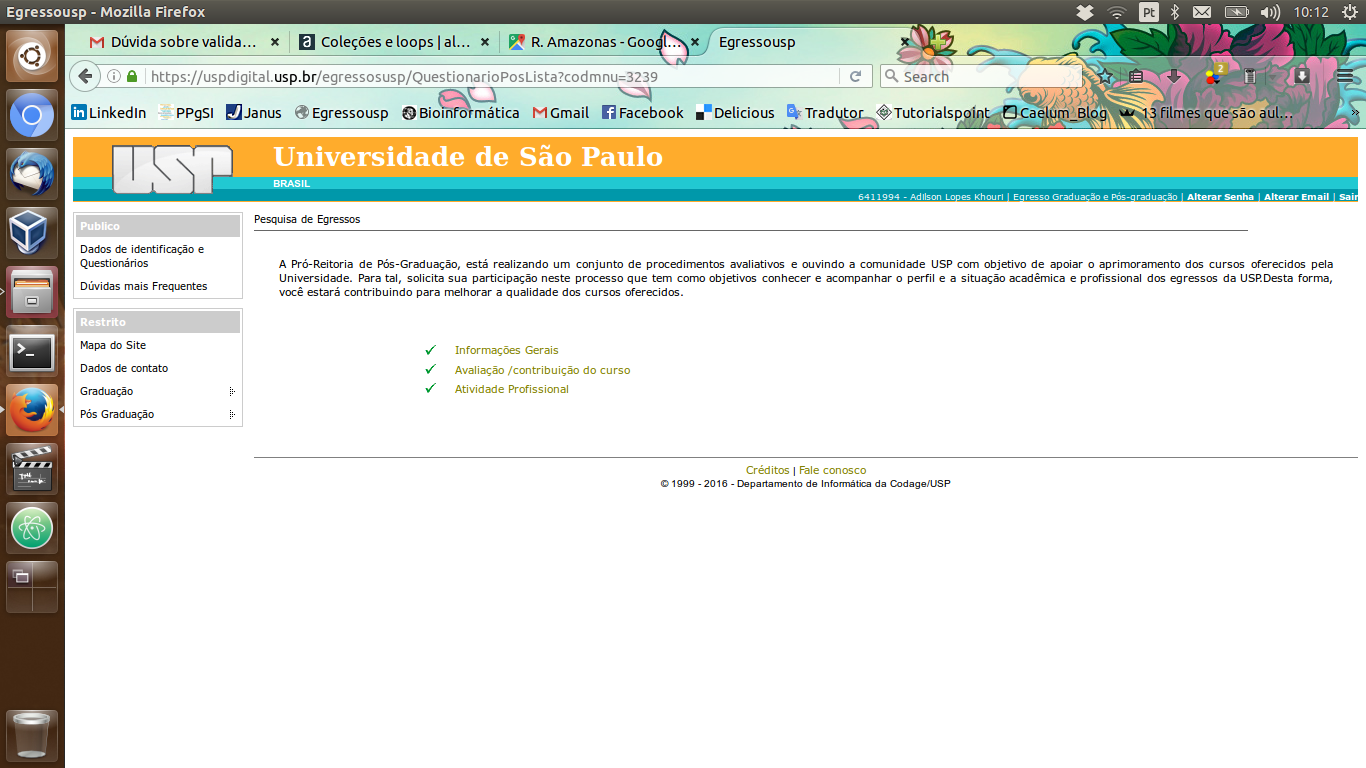 Egressousp - Mozilla Firefox
Pt
10:12
Dúvida sobre valida...
Coleções e loops | al...
R. Amazonas - Googl...
Egressousp
https://uspdigital.usp.br/egressousp/QuestionarioPosLista?codmnu=3239
Search
2
LinkedIn
PPgSI
Janus
Egressousp
Bioinformática
Gmail
Facebook
Delicious
Tradutor
Tutorialspoint
Caelum_Blog
13 filmes que são aul...
USP
Universidade de São Paulo
BRASIL
6411994 - Adilson Lopes Khouri | Egresso Graduação e Pós-graduação | Alterar Senha | Alterar Email | Sair
Publico
Dados de identificação e
Questionários
Dúvidas mais Frequentes
Restrito
Mapa do Site
Dados de contato
Graduação
Pós Graduação
Pesquisa de Egressos
A Pró-Reitoria de Pós-Graduação, está realizando um conjunto de procedimentos avaliativos e ouvindo a comunidade USP com objetivo de apoiar o aprimoramento dos cursos oferecidos pela
Universidade. Para tal, solicita sua participação neste processo que tem como objetivos conhecer e acompanhar o perfil e a situação acadêmica e profissional dos egressos da USP.Desta forma,
você estará contribuindo para melhorar a qualidade dos cursos oferecidos.
Informações Gerais
Avaliação /contribuição do curso
Atividade Profissional
Créditos | Fale conosco
© 1999 - 2016 - Departamento de Informática da Codage/USP